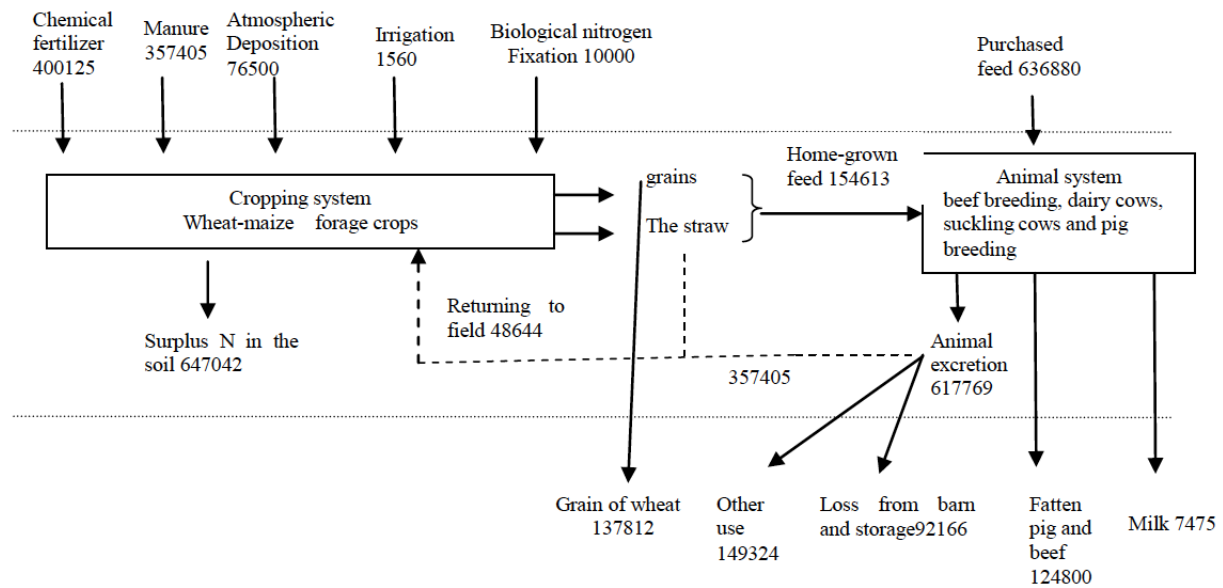 Chemical
fertilizer
400125
Manure
357405
Atmospheric
Deposition
76500
Irrigation
1560
Biological nitrogen
Fixation 10000
Purchased
feed 636880
Cropping system
Wheat-maize forage crops
grains
The straw
Home-grown
feed 154613
Animal system
beef breeding, dairy cows,
suckling cows and pig
breeding
Surplus N in the
soil 647042
Returning to
field 48644
357405
Animal
excretion
617769
Grain of wheat
137812
Other
use
149324
Loss from barn
and storage92166
Fatten
pig and
beef
124800
Milk 7475